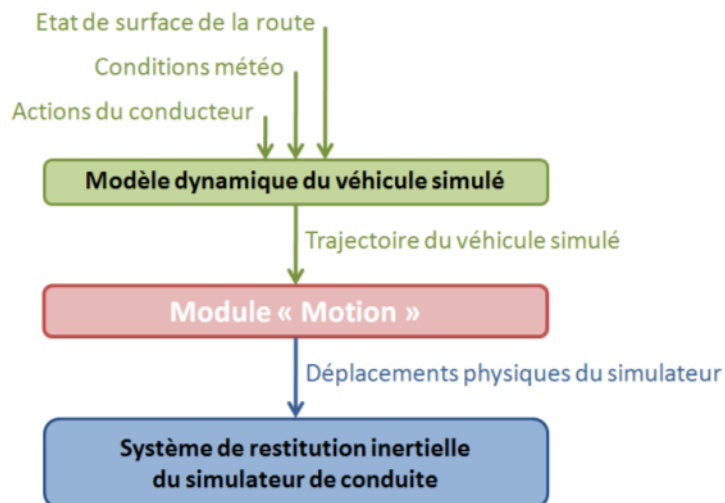 Etat de surface de la route
Conditions météo
Actions du conducteur
Modèle dynamique du véhicule simulé
Trajectoire du véhicule simulé
Module « Motion »
Déplacements physiques du simulateur
Système de restitution inertielle
du simulateur de conduite